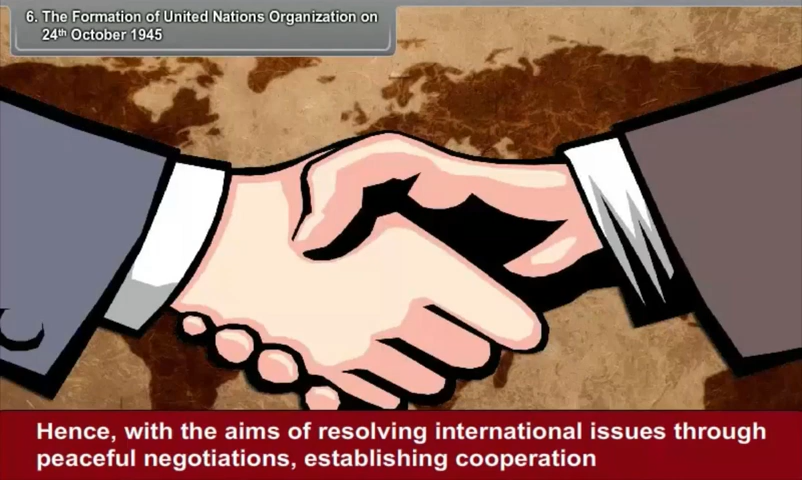 6. The Formation of United Nations Organization on
24th October 1945
Hence, with the aims of resolving international issues through
peaceful negotiations, establishing cooperation